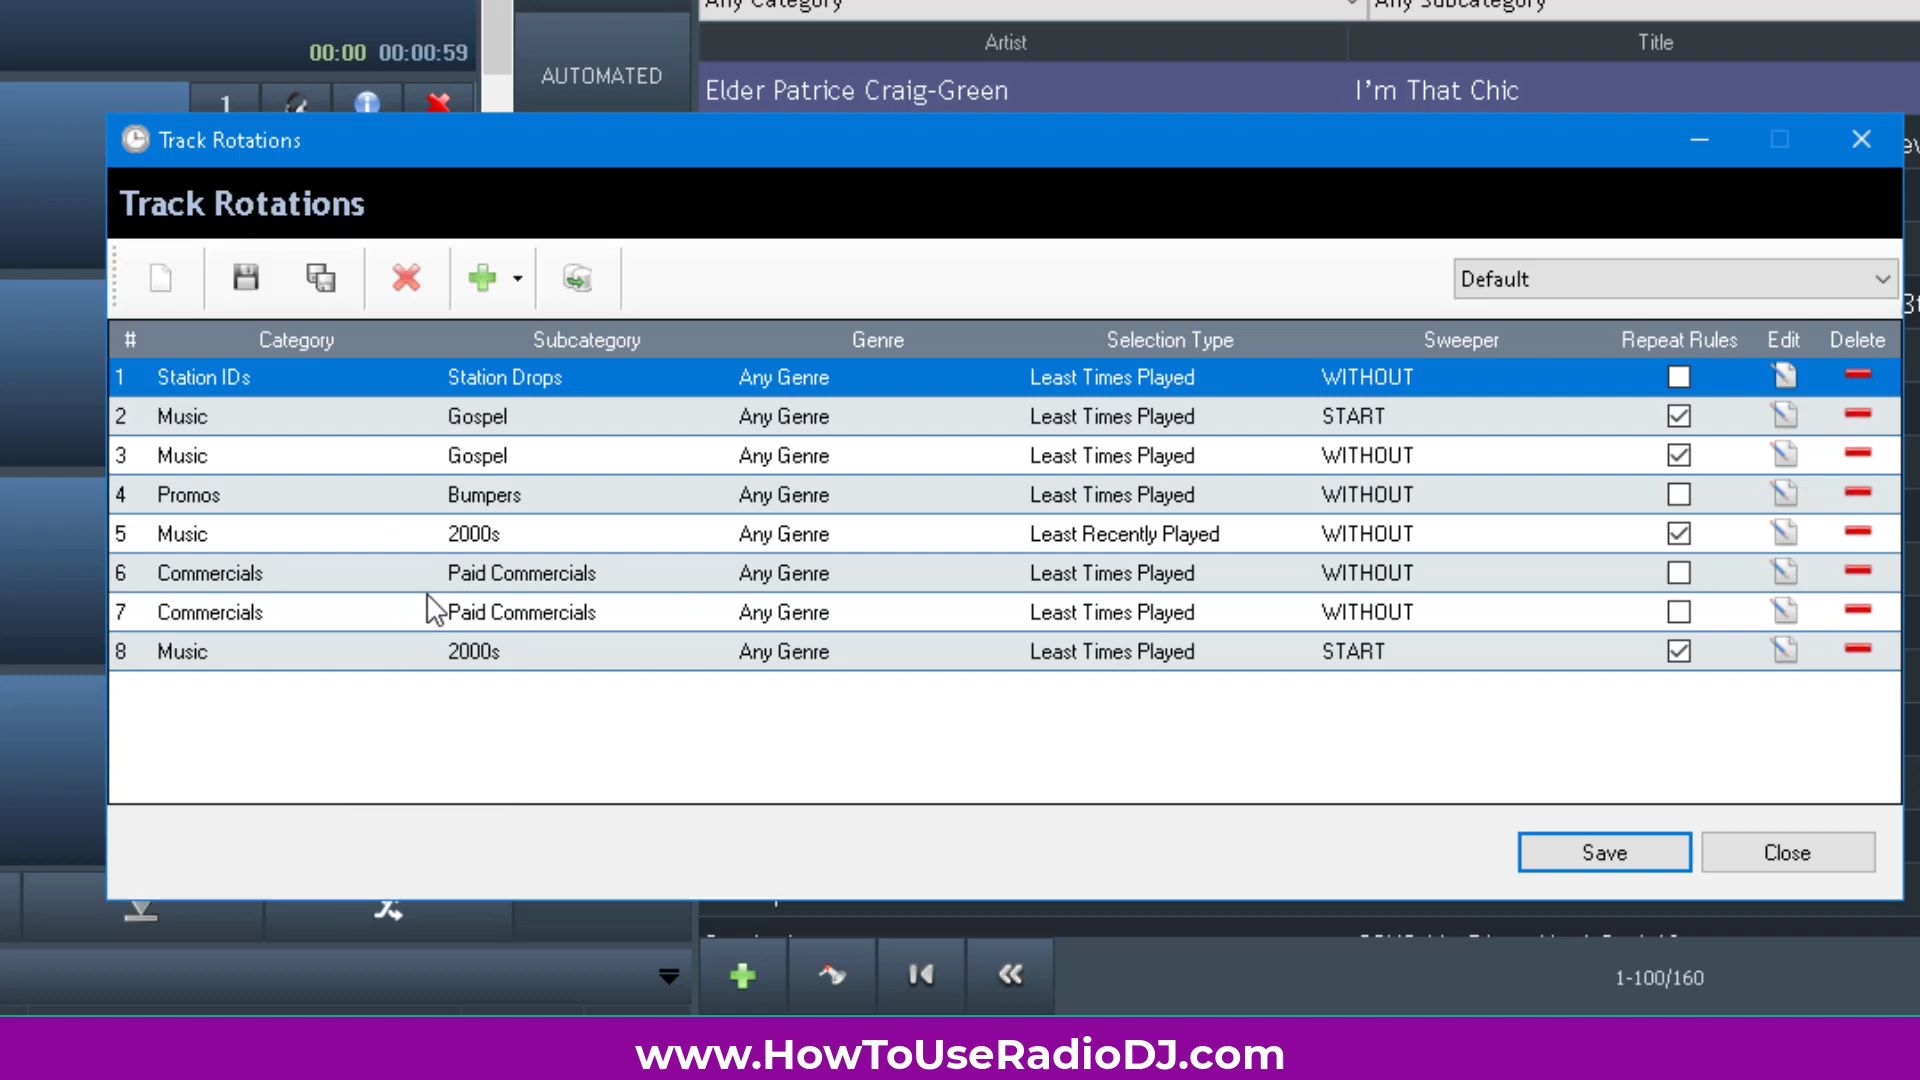 Any Category Any Subcategory
00:00 00:00:59
AUTOMATED
Artist Title
Elder Patrice Craig-Green I'm That Chic
1
Track Rotations
Track Rotations
Default
# Category Subcategory Genre Selection Type Sweeper Repeat Rules Edit Delete
1 Station IDs Station Drops Any Genre Least Times Played WITHOUT
2 Music Gospel Any Genre Least Times Played START
3 Music Gospel Any Genre Least Times Played WITHOUT
4 Promos Bumpers Any Genre Least Times Played WITHOUT
5 Music 2000s Any Genre Least Recently Played WITHOUT
6 Commercials Paid Commercials Any Genre Least Times Played WITHOUT
7 Commercials Paid Commercials Any Genre Least Times Played WITHOUT
8 Music 2000s Any Genre Least Times Played START
Save Close
1-100/160
www.HowToUseRadioDJ.com